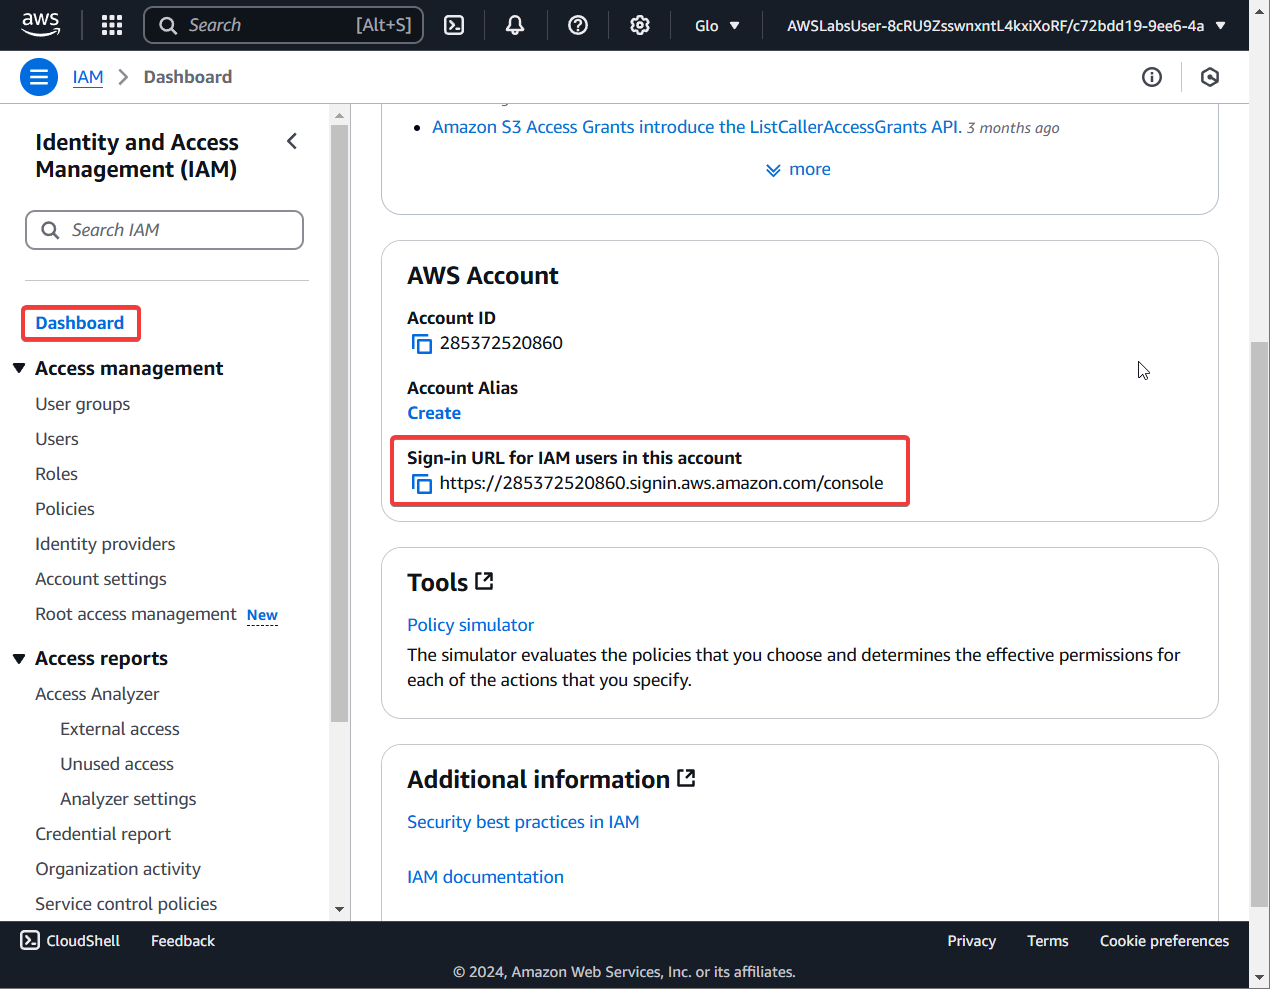 aws
Search [Alt+S]
Glo
AWSLabsUser-8cRU9ZsswnxntL4kxiXoRF/c72bdd19-9ee6-4a
IAM
Dashboard
Identity and Access
Management (IAM)
Search IAM
Dashboard
Access management
User groups
Users
Roles
Policies
Identity providers
Account settings
Root access management New
Access reports
Access Analyzer
External access
Unused access
Analyzer settings
Credential report
Organization activity
Service control policies
Amazon S3 Access Grants introduce the ListCallerAccessGrants API. 3 months ago
more
AWS Account
Account ID
285372520860
Account Alias
Create
Sign-in URL for IAM users in this account
https://285372520860.signin.aws.amazon.com/console
Tools
Policy simulator
The simulator evaluates the policies that you choose and determines the effective permissions for
each of the actions that you specify.
Additional information
Security best practices in IAM
IAM documentation
CloudShell
Feedback
Privacy
Terms
Cookie preferences
© 2024, Amazon Web Services, Inc. or its affiliates.